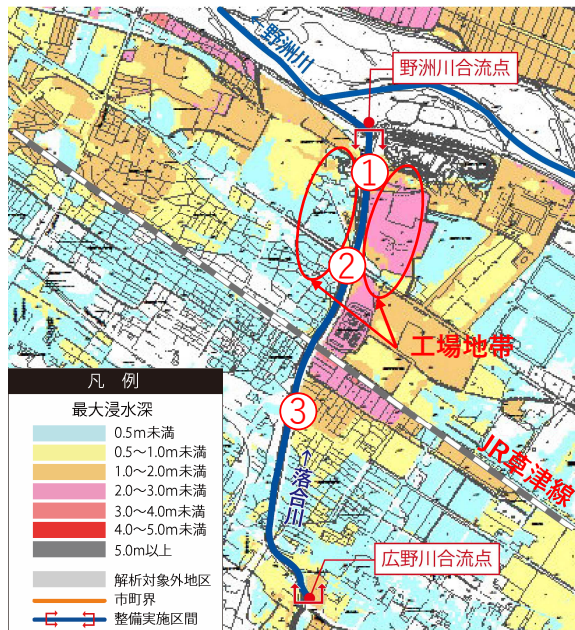 野洲川
野洲川合流点
①
②
工場地帯
③
JR草津線
落合川
広野川合流点
凡 例
最大浸水深
0.5m未満
0.5～1.0m未満
1.0～2.0m未満
2.0～3.0m未満
3.0～4.0m未満
4.0～5.0m未満
5.0m以上
解析対象外地区
市町界
整備実施区間